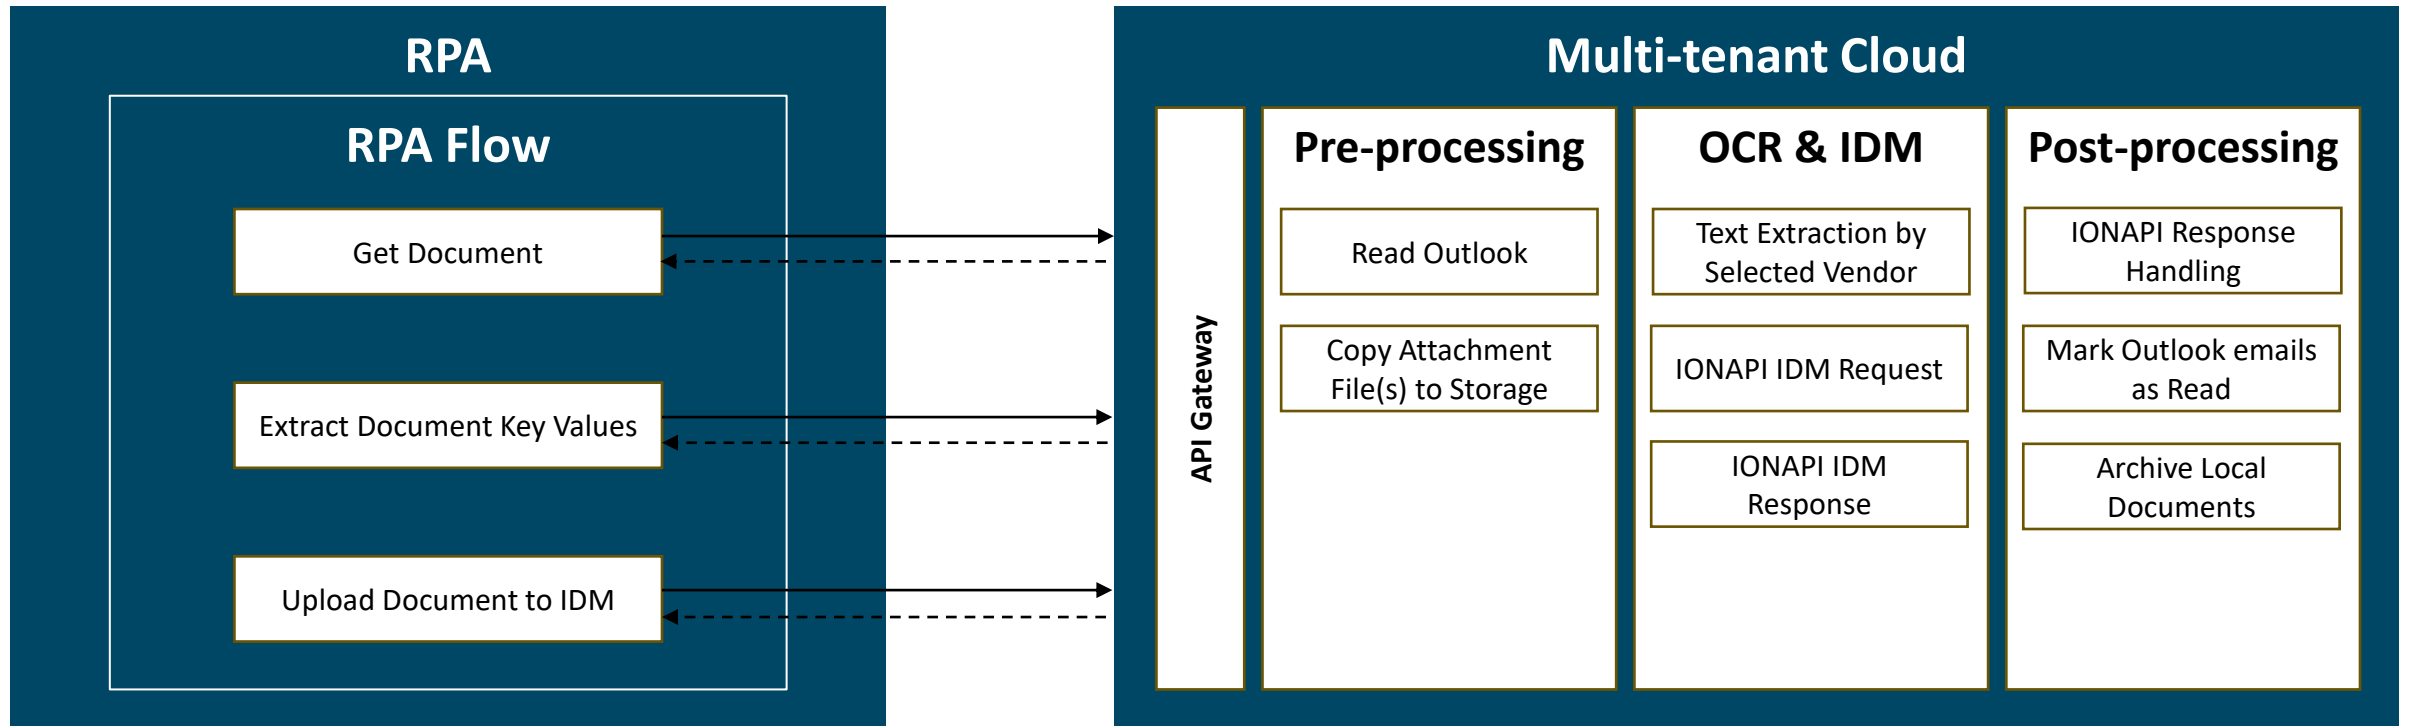 RPA
RPA Flow
Get Document
Extract Document Key Values
Upload Document to IDM
Multi-tenant Cloud
API Gateway
Pre-processing
Read Outlook
Copy Attachment
File(s) to Storage
OCR & IDM
Text Extraction by
Selected Vendor
IONAPI IDM Request
IONAPI IDM
Response
Post-processing
IONAPI Response
Handling
Mark Outlook emails
as Read
Archive Local
Documents